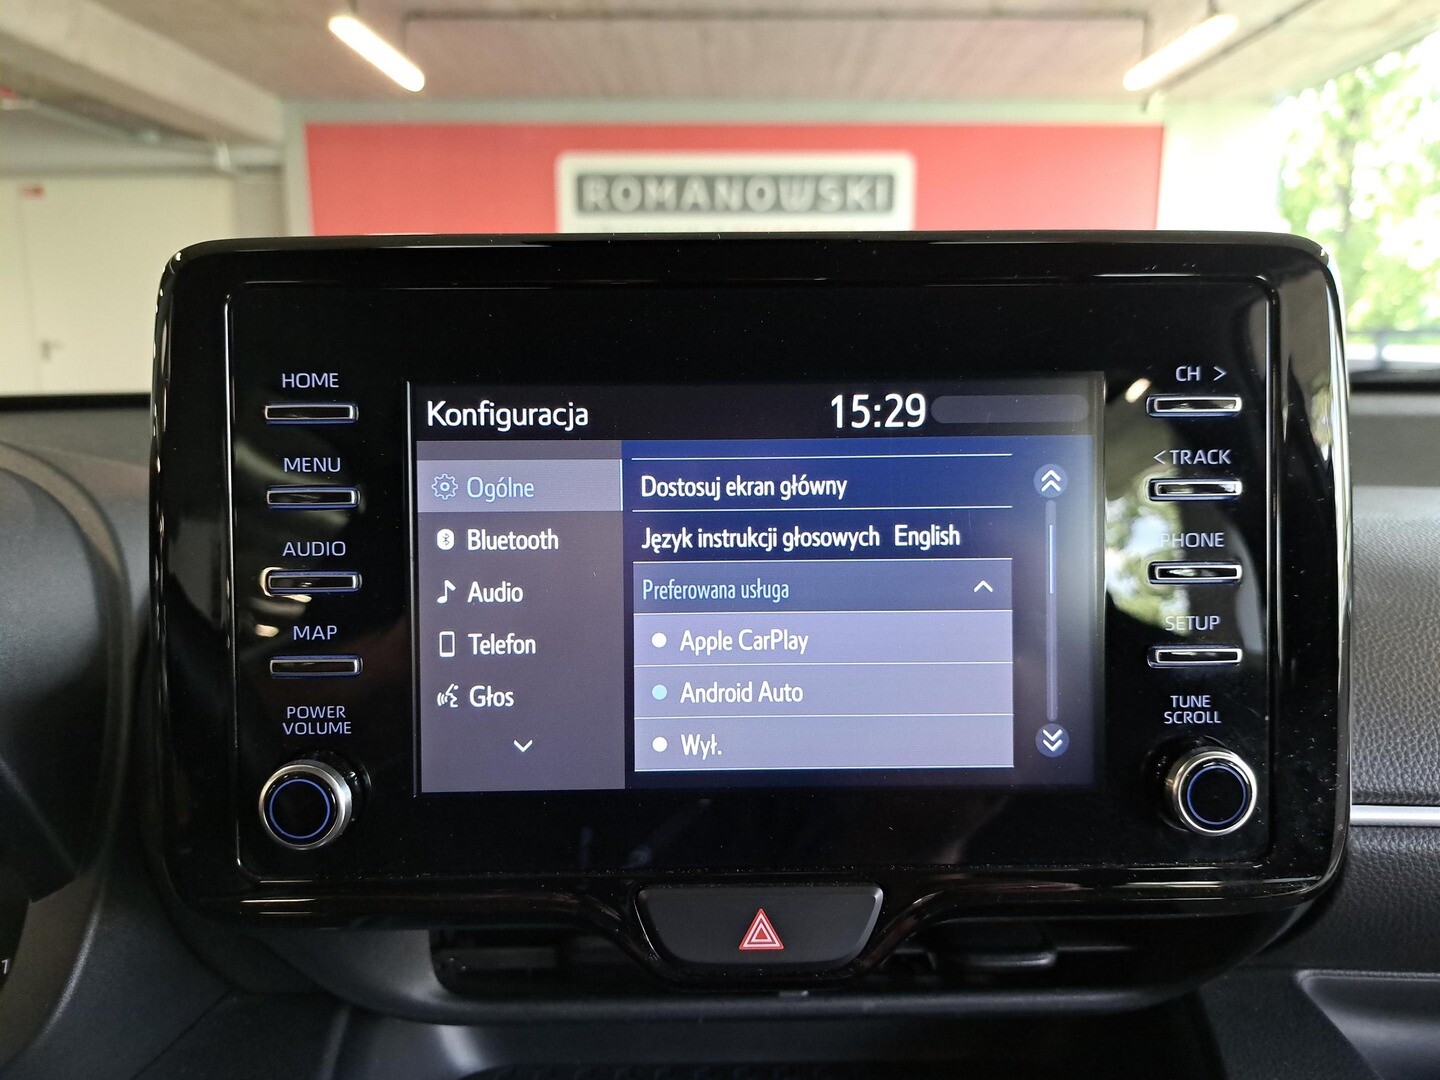 ROMANOWSKI
HOME
MENU
AUDIO
MAP
POWER
VOLUME
Konfiguracja
15:29
Ogólne
Bluetooth
Audio
Telefon
Głos
Dostosuj ekran główny
Język instrukcji głosowych English
Preferowana usługa
Apple CarPlay
Android Auto
Wył.
CH >
< TRACK
PHONE
SETUP
TUNE
SCROLL
1